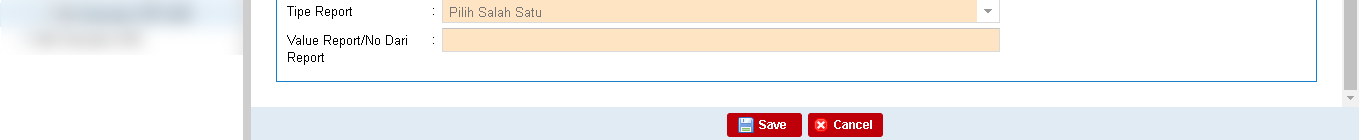 Tipe Report : Pilih Salah Satu
Value Report/No Dari :
Report
Save Cancel